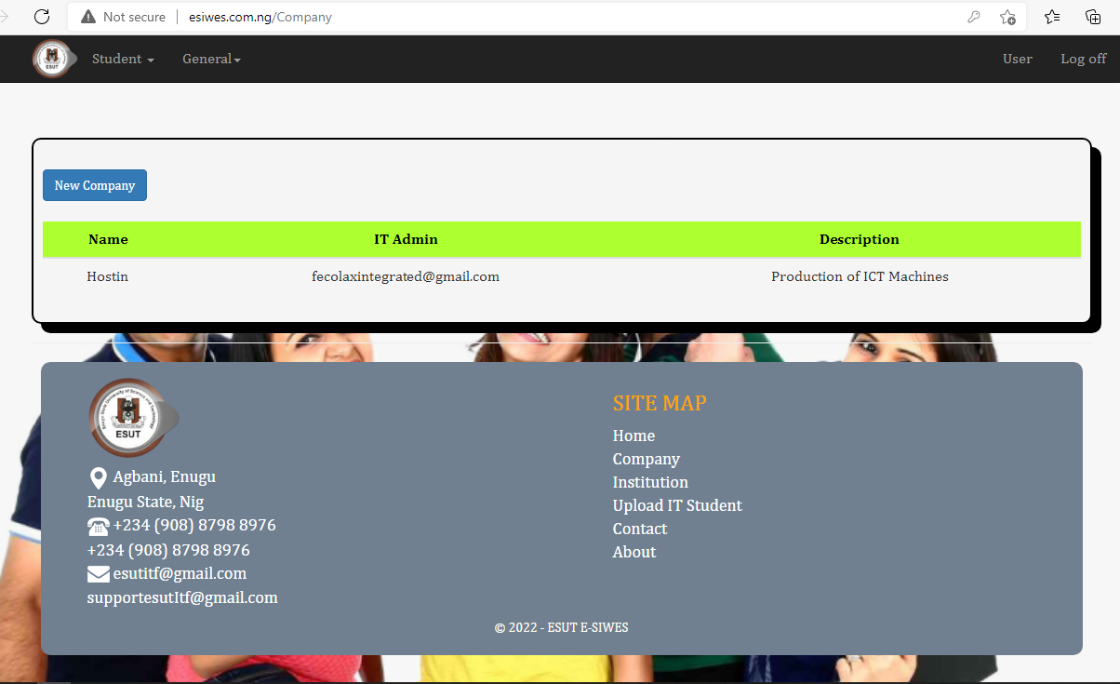 Not secure | esiwes.com.ng/Company
ESUT Student General User Log off
New Company
Name IT Admin Description
Hostin fecolaxintegrated@gmail.com Production of ICT Machines
ESUT
Agbani, Enugu
Enugu State, Nig
+234 (908) 8798 8976
+234 (908) 8798 8976
esutitf@gmail.com
supportesutItf@gmail.com
SITE MAP
Home
Company
Institution
Upload IT Student
Contact
About
© 2022 - ESUT E-SIWES